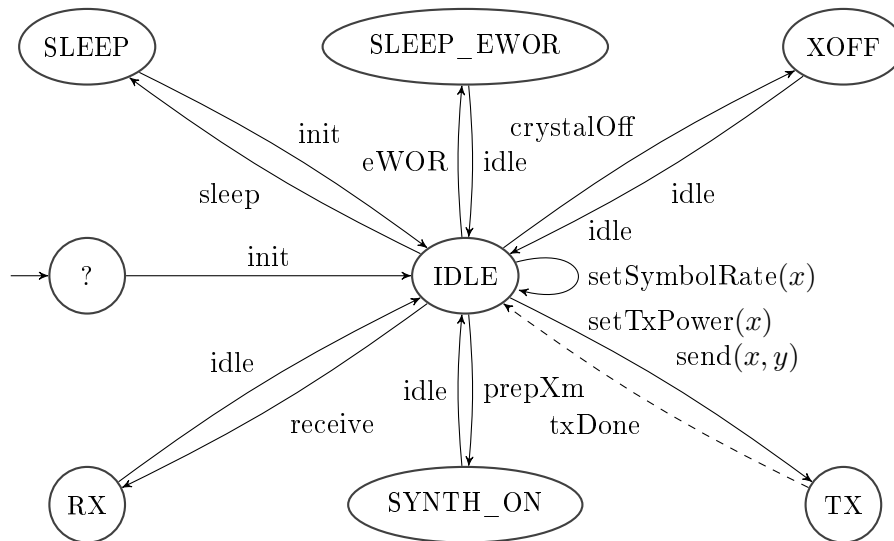 SLEEP
SLEEP_EWOR
XOFF
init
crystalOff
eWOR
idle
sleep
idle
idle
?
init
IDLE
setSymbolRate(x)
setTxPower(x)
send(x, y)
idle
idle
prepXm
receive
txDone
RX
SYNTH_ON
TX